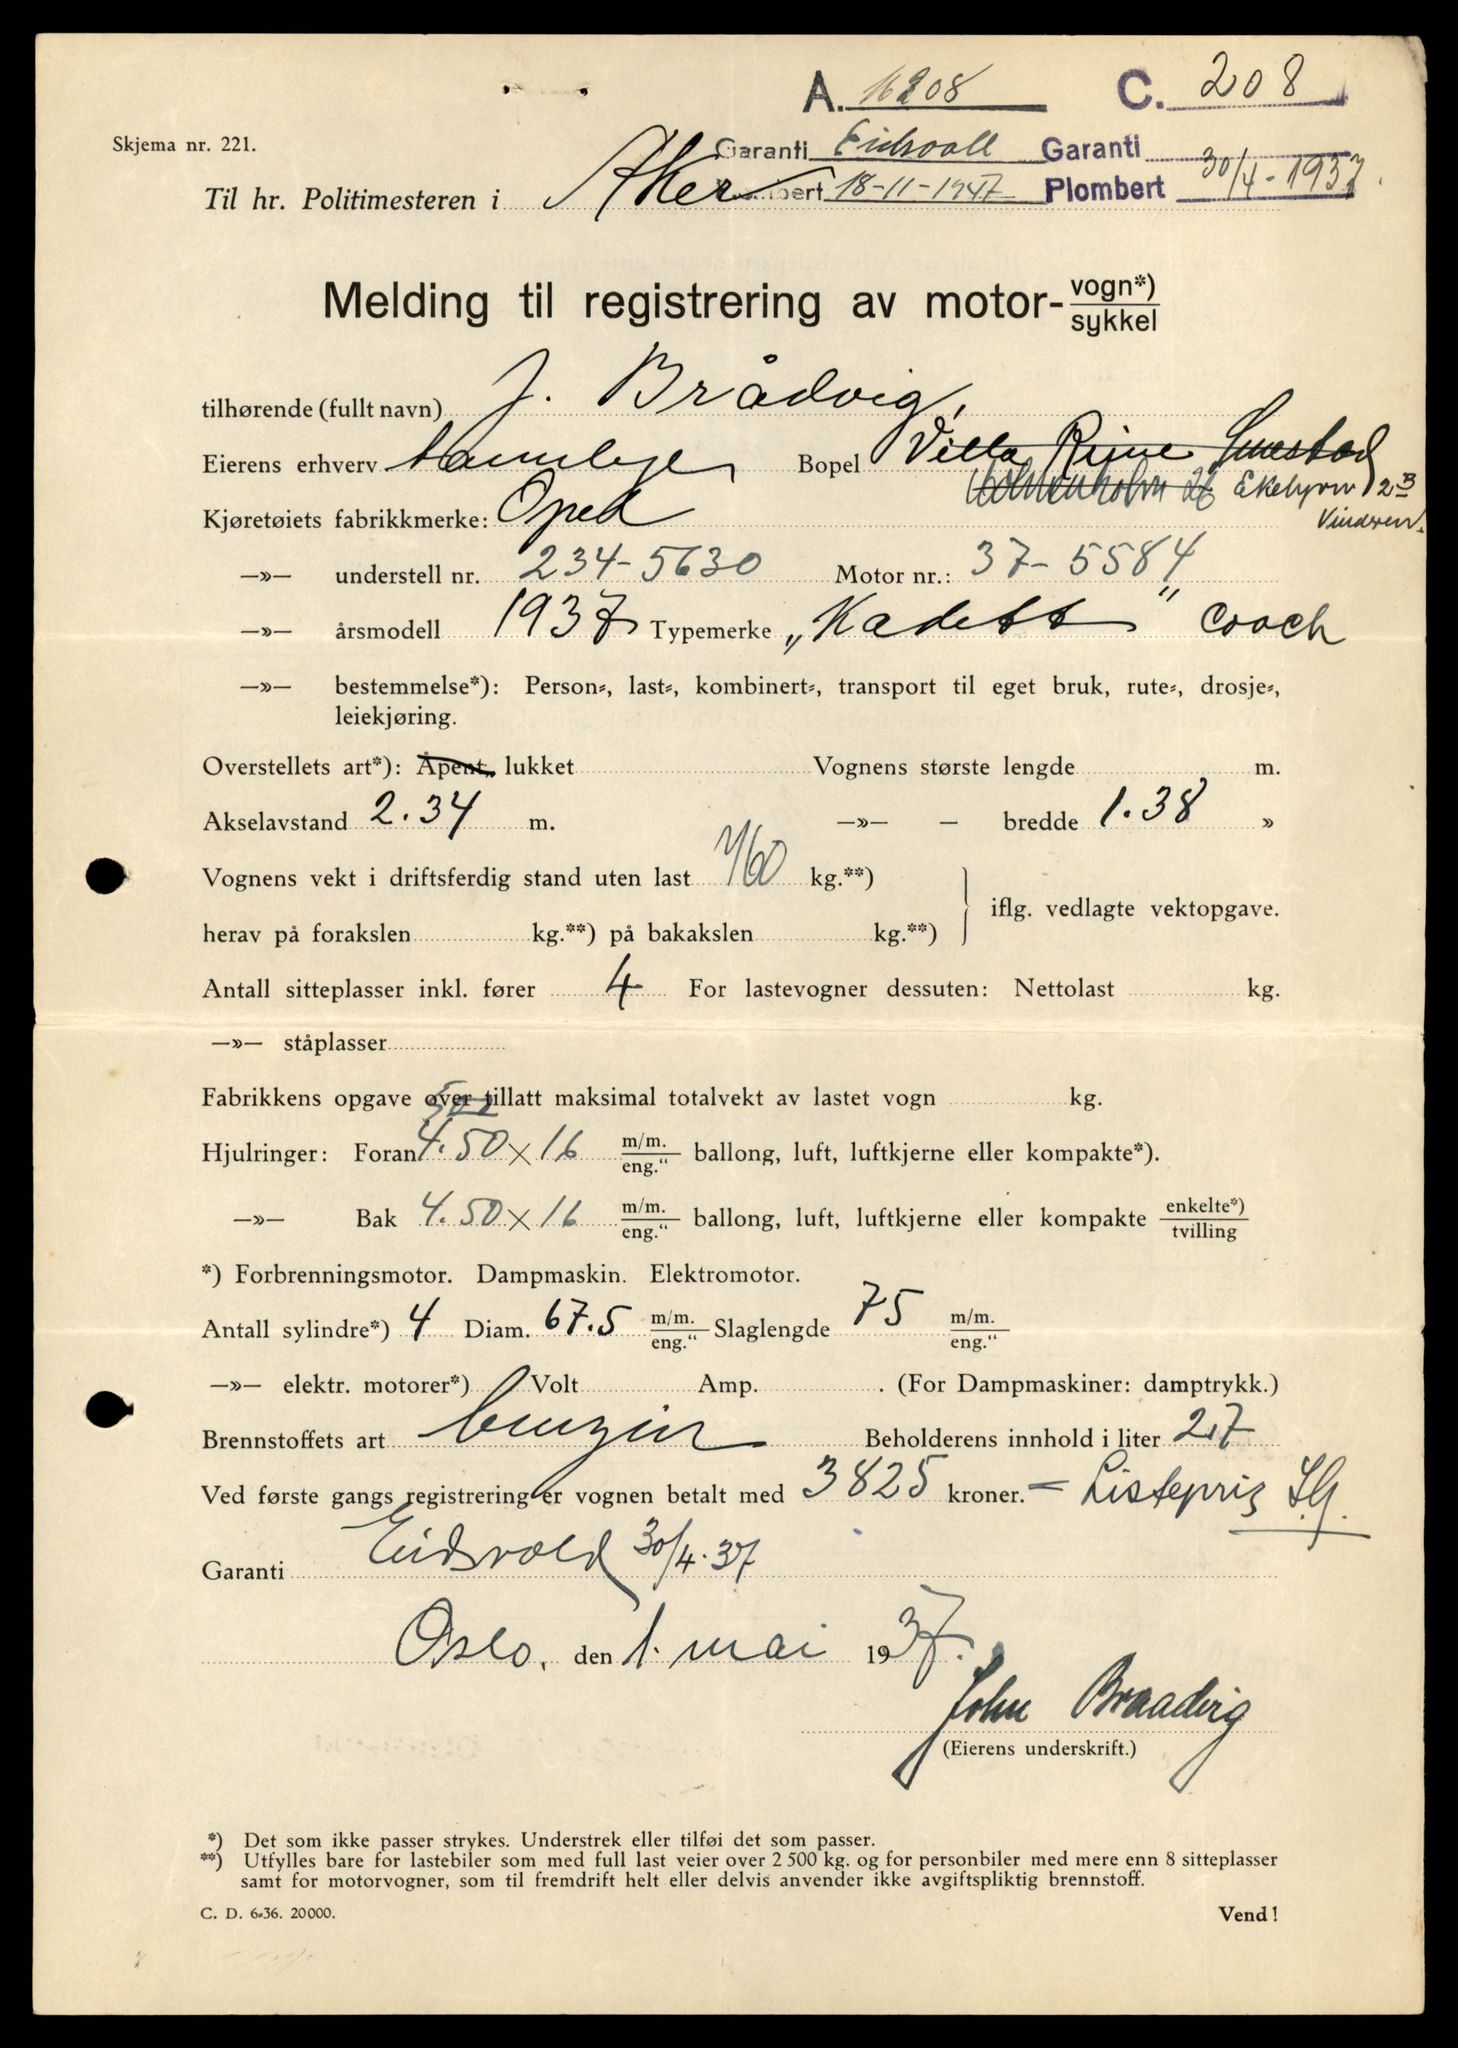 A. 16208 C. 208
Skjema nr. 221.
Garanti Eidsvoll Garanti
Til hr. Politimesteren i Aker
Plombert 18-11-1947 Plombert 30/4-1937.
Melding til registrering av motor-vogn*) / sykkel
tilhørende (fullt navn) J. Brådvig,
Eierens erhverv Bopel Villa Smestad
26 2B
Vinderen.
Kjøretøiets fabrikkmerke: Opel
—»— understell nr. 234-5630 Motor nr.: 37-5584
—»— årsmodell 1937 Typemerke „Kadett" coach
—»— bestemmelse*): Person-, last-, kombinert-, transport til eget bruk, rute-, drosje-,
leiekjøring.
Overstellets art*): Åpent, lukket Vognens største lengde m.
Akselavstand 2.34 m. —»— – bredde 1.38 »
Vognens vekt i driftsferdig stand uten last 760 kg.**)
iflg. vedlagte vektopgave.
herav på forakslen kg.**) på bakakslen kg.**)
Antall sitteplasser inkl. fører 4 For lastevogner dessuten: Nettolast kg.
—»— ståplasser
Fabrikkens opgave over tillatt maksimal totalvekt av lastet vogn kg.
Hjulringer: Foran 4.50 × 16 m/m. / eng." ballong, luft, luftkjerne eller kompakte*).
—»— Bak 4.50 × 16 m/m. / eng." ballong, luft, luftkjerne eller kompakte enkelte*) / tvilling
*) Forbrenningsmotor. Dampmaskin. Elektromotor.
Antall sylindre*) 4 Diam. 67.5 m/m. / eng." Slaglengde 75 m/m. / eng."
—»— elektr. motorer*) Volt Amp. . (For Dampmaskiner: damptrykk.)
Brennstoffets art benzin Beholderens innhold i liter 27
Ved første gangs registrering er vognen betalt med 3825 kroner. = Listepris
Garanti Eidsvold 30/4.37
Oslo, den 1. mai 1937.
John Braadvig
(Eierens underskrift.)
*) Det som ikke passer strykes. Understrek eller tilføi det som passer.
**) Utfylles bare for lastebiler som med full last veier over 2 500 kg. og for personbiler med mere enn 8 sitteplasser
samt for motorvogner, som til fremdrift helt eller delvis anvender ikke avgiftspliktig brennstoff.
C. D. 6-36. 20000. Vend!